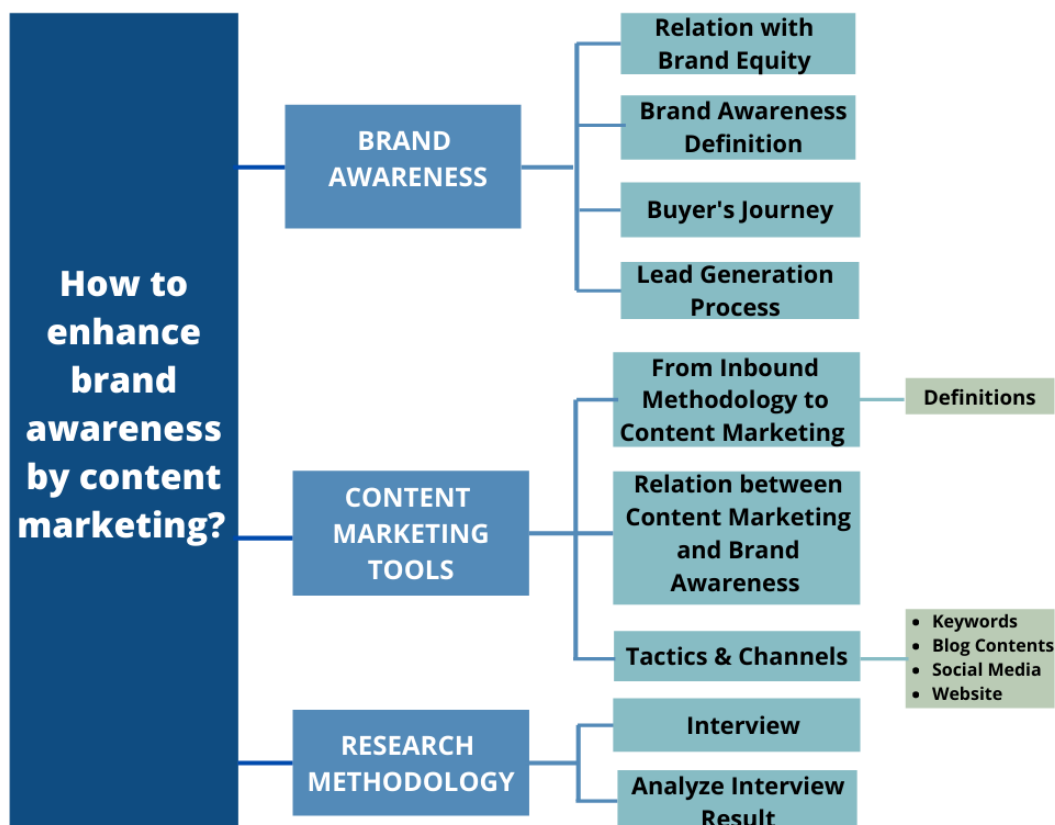 How to
enhance
brand
awareness
by content
marketing?
BRAND
AWARENESS
Relation with
Brand Equity
Brand Awareness
Definition
Buyer's Journey
Lead Generation
Process
CONTENT
MARKETING
TOOLS
From Inbound
Methodology to
Content Marketing
Definitions
Relation between
Content Marketing
and Brand
Awareness
Tactics & Channels
• Keywords
• Blog Contents
• Social Media
• Website
RESEARCH
METHODOLOGY
Interview
Analyze Interview
Result